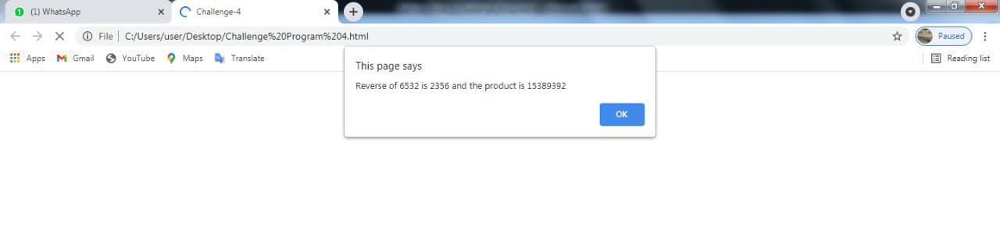 (1) WhatsApp
Challenge-4
File
C:/Users/user/Desktop/Challenge%20Program%204.html
Paused
Apps
Gmail
YouTube
Maps
Translate
Reading list
This page says
Reverse of 6532 is 2356 and the product is 15389392
OK